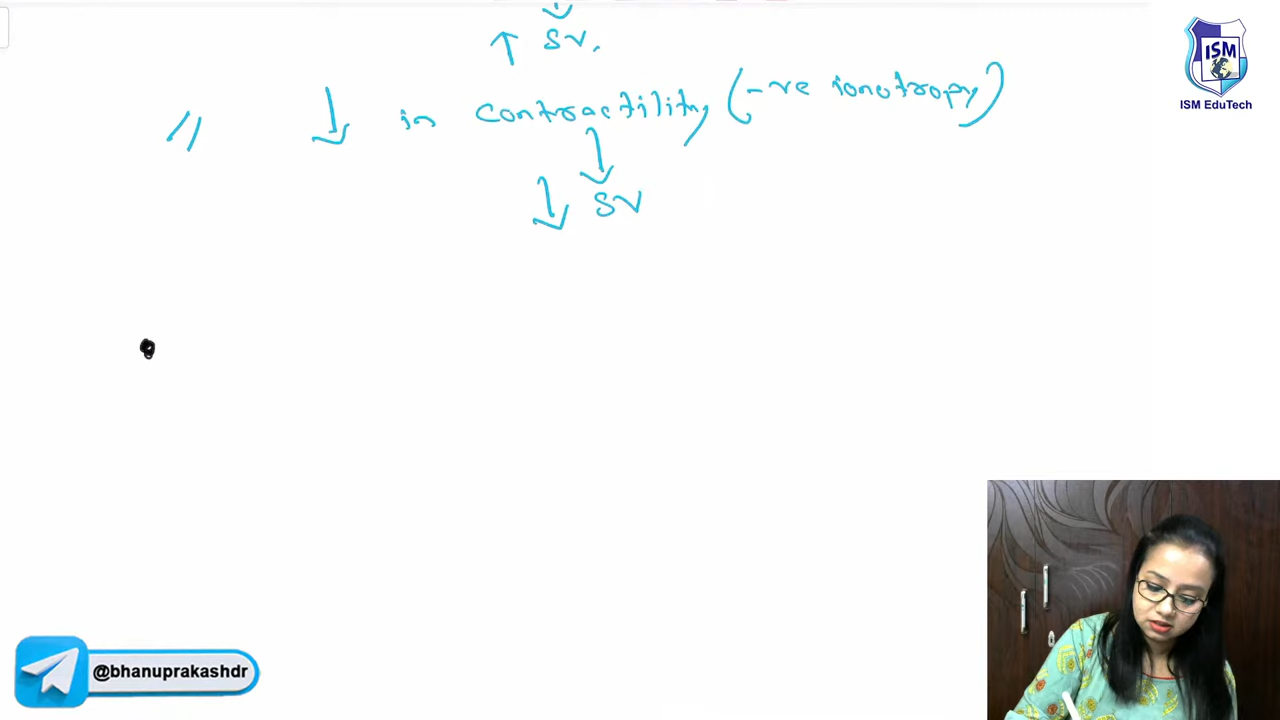 ↑ SV.
// ↓ in contractility (-ve ionotropy)
↓ SV
ISM
ISM EduTech
@bhanuprakashdr